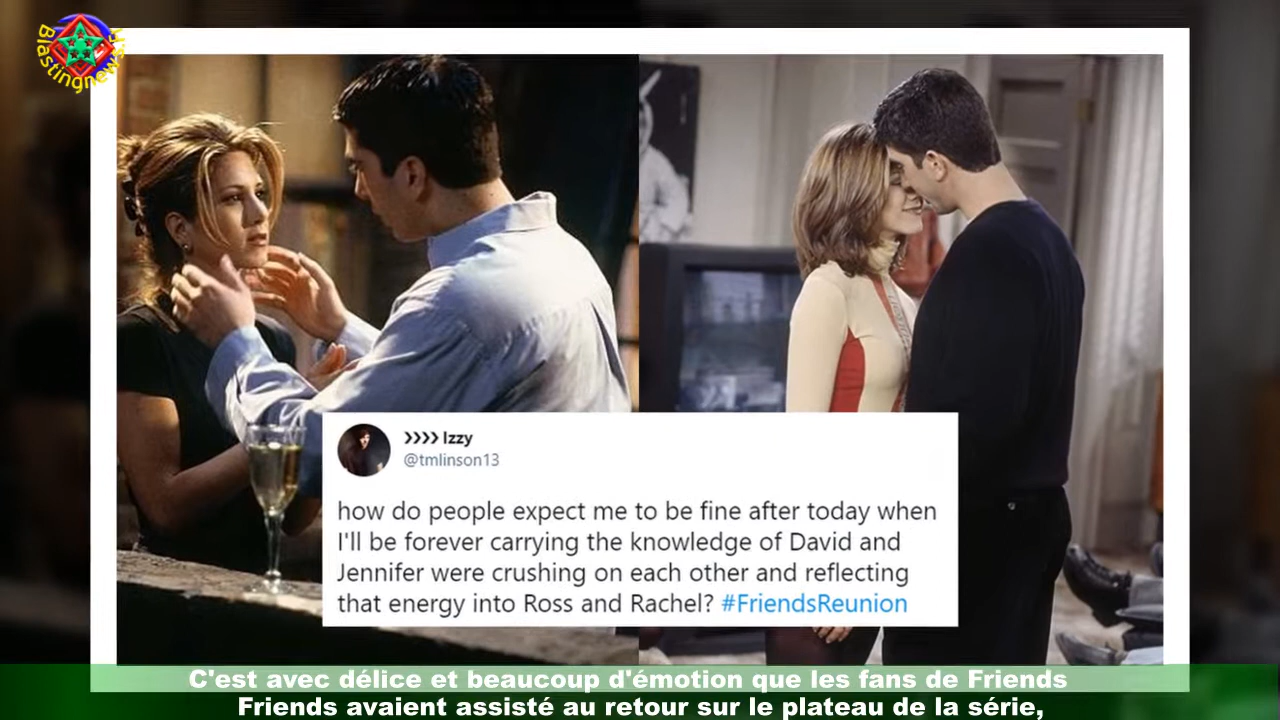 Blastingnews.fr
❯❯❯❯ Izzy
@tmlinson13
how do people expect me to be fine after today when
I'll be forever carrying the knowledge of David and
Jennifer were crushing on each other and reflecting
that energy into Ross and Rachel? #FriendsReunion
C'est avec délice et beaucoup d'émotion que les fans de Friends
Friends avaient assisté au retour sur le plateau de la série,